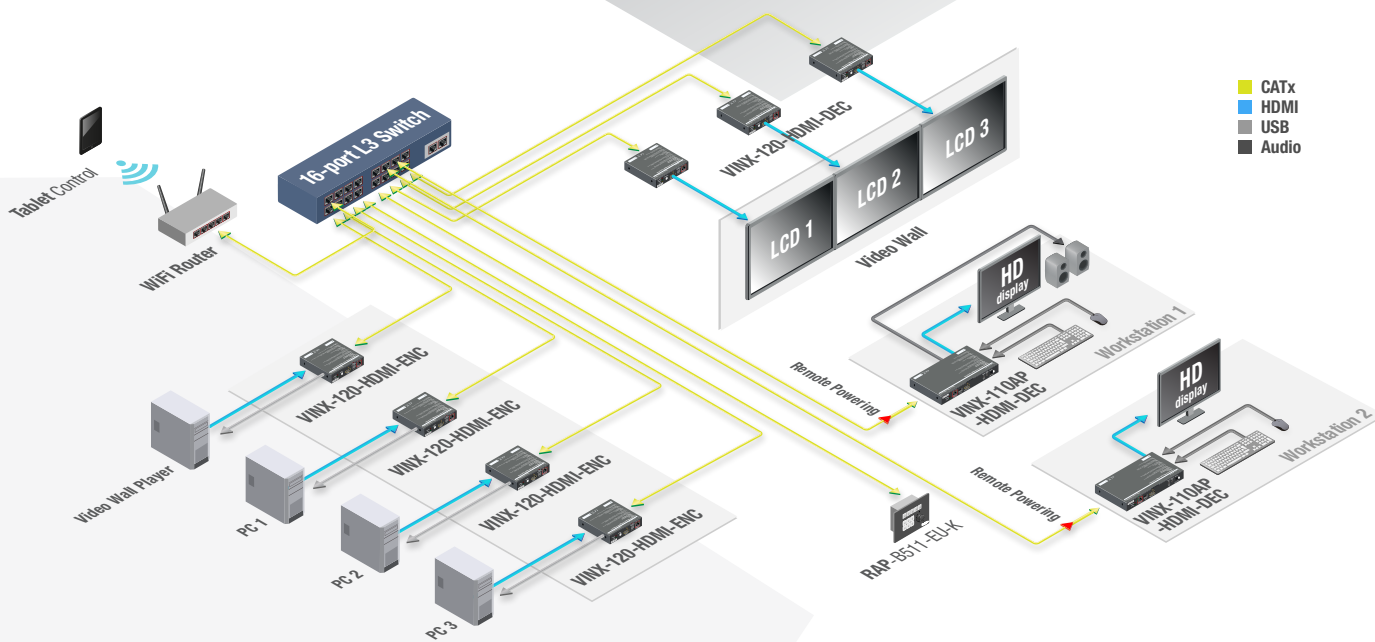 CATx
HDMI
USB
Audio
Tablet Control
WiFi Router
16-port L3 Switch
VINX-120-HDMI-DEC
LCD 1
LCD 2
LCD 3
Video Wall
HD
display
Workstation 1
VINX-110AP
-HDMI-DEC
Remote Powering
HD
display
Workstation 2
VINX-110AP
-HDMI-DEC
Remote Powering
RAP-B511-EU-K
VINX-120-HDMI-ENC
VINX-120-HDMI-ENC
VINX-120-HDMI-ENC
VINX-120-HDMI-ENC
Video Wall Player
PC 1
PC 2
PC 3